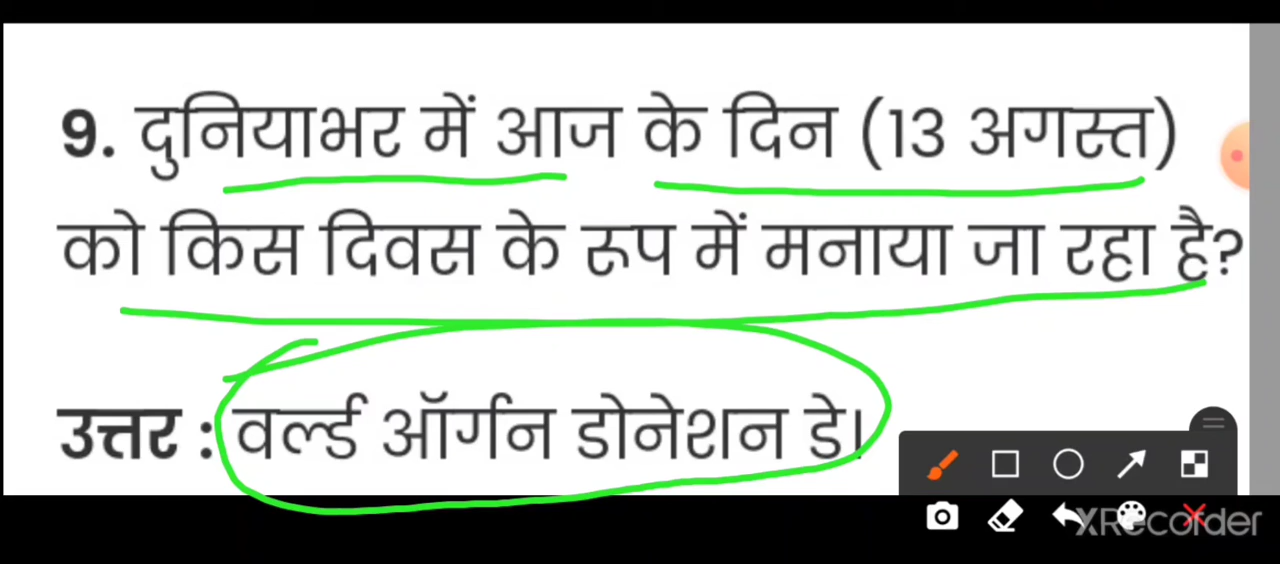 9. दुनियाभर में आज के दिन (13 अगस्त)
को किस दिवस के रूप में मनाया जा रहा है?
उत्तर : वर्ल्ड ऑर्गन डोनेशन डे।
XRecorder